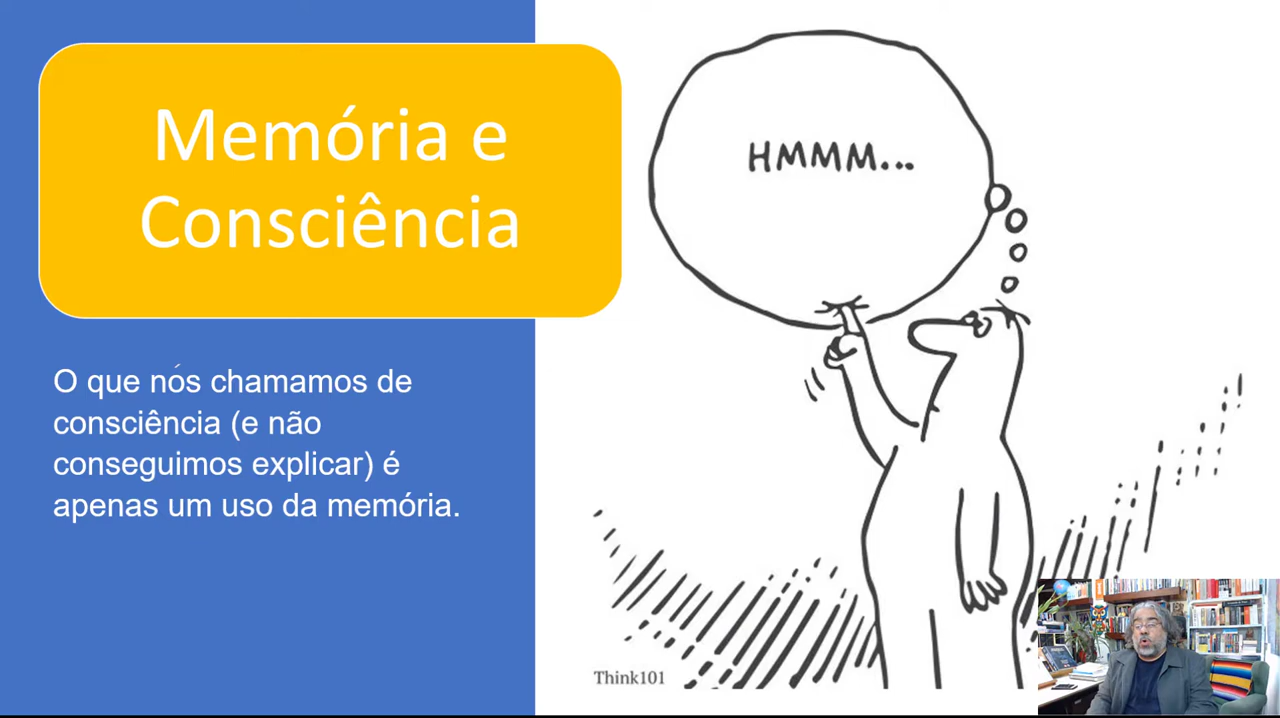 Memória e
Consciência
O que nós chamamos de
consciência (e não
conseguimos explicar) é
apenas um uso da memória.
HMMM...
Think101